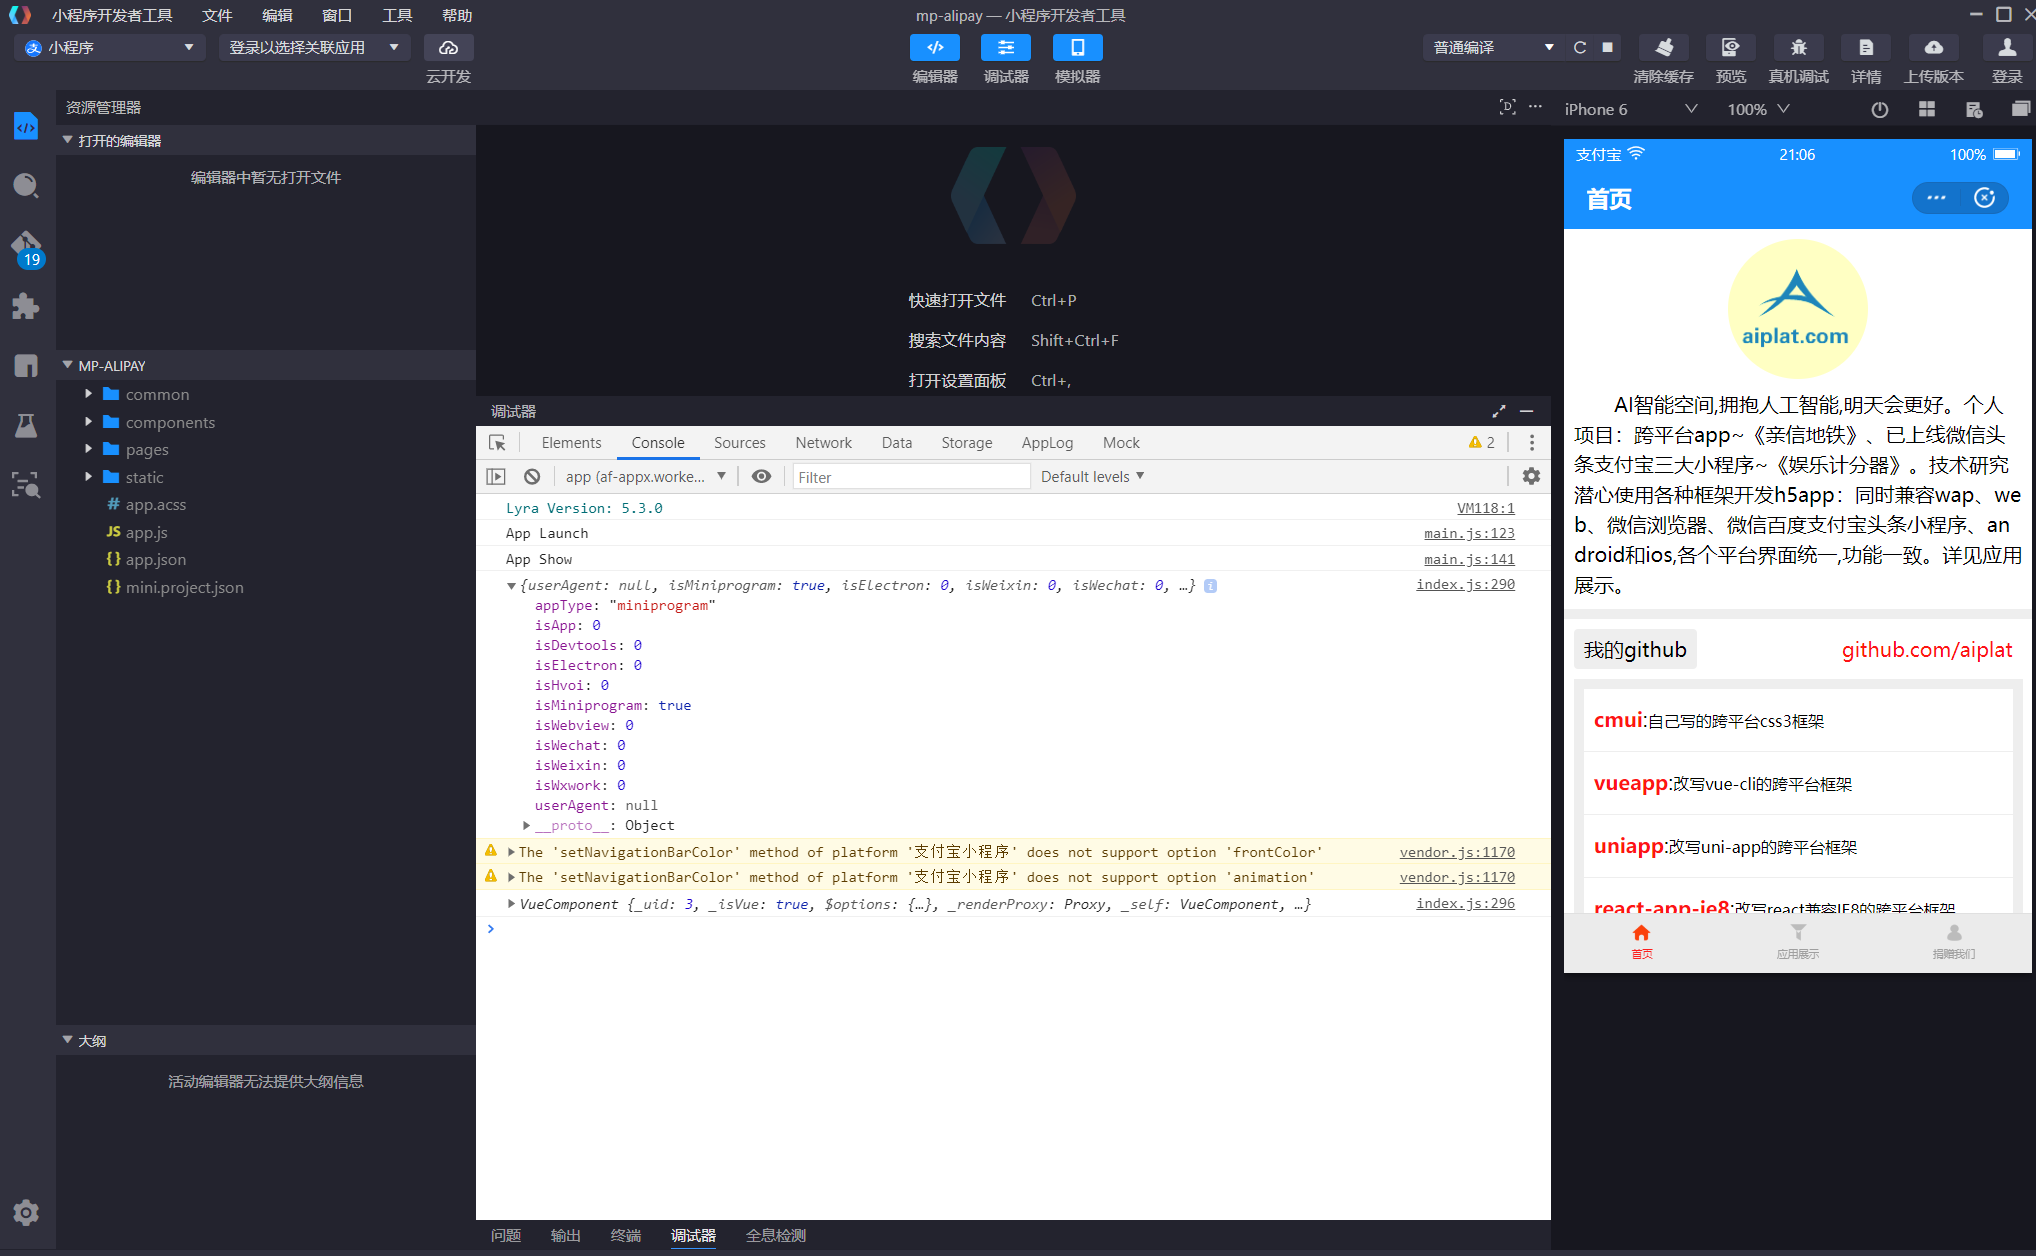 小程序开发者工具 文件 编辑 窗口 工具 帮助 mp-alipay — 小程序开发者工具
小程序 登录以选择关联应用 普通编译
云开发 编辑器 调试器 模拟器 清除缓存 预览 真机调试 详情 上传版本 登录
资源管理器
打开的编辑器
编辑器中暂无打开文件
19
MP-ALIPAY
common
components
pages
static
# app.acss
JS app.js
{} app.json
{} mini.project.json
大纲
活动编辑器无法提供大纲信息
快速打开文件 Ctrl+P
搜索文件内容 Shift+Ctrl+F
打开设置面板 Ctrl+,
调试器
Elements Console Sources Network Data Storage AppLog Mock 2
app (af-appx.worke... Filter Default levels
Lyra Version: 5.3.0 VM118:1
App Launch main.js:123
App Show main.js:141
{userAgent: null, isMiniprogram: true, isElectron: 0, isWeixin: 0, isWechat: 0, …} i index.js:290
appType: "miniprogram"
isApp: 0
isDevtools: 0
isElectron: 0
isHvoi: 0
isMiniprogram: true
isWebview: 0
isWechat: 0
isWeixin: 0
isWxwork: 0
userAgent: null
__proto__: Object
The 'setNavigationBarColor' method of platform '支付宝小程序' does not support option 'frontColor' vendor.js:1170
The 'setNavigationBarColor' method of platform '支付宝小程序' does not support option 'animation' vendor.js:1170
VueComponent {_uid: 3, _isVue: true, $options: {…}, _renderProxy: Proxy, _self: VueComponent, …} index.js:296
问题 输出 终端 调试器 全息检测
iPhone 6 100%
支付宝 21:06 100%
首页
aiplat.com
AI智能空间,拥抱人工智能,明天会更好。个人
项目：跨平台app~《亲信地铁》、已上线微信头
条支付宝三大小程序~《娱乐计分器》。技术研究
潜心使用各种框架开发h5app：同时兼容wap、we
b、微信浏览器、微信百度支付宝头条小程序、an
droid和ios,各个平台界面统一,功能一致。详见应用
展示。
我的github github.com/aiplat
cmui:自己写的跨平台css3框架
vueapp:改写vue-cli的跨平台框架
uniapp:改写uni-app的跨平台框架
react-app-ie8:改写react兼容IE8的跨平台框架
首页 应用展示 捐赠我们